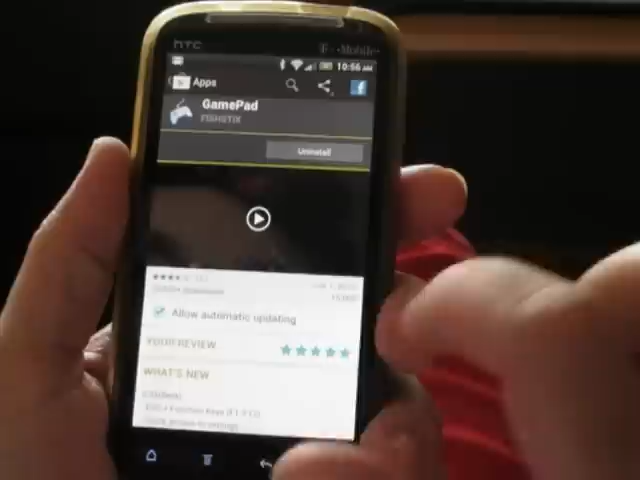 hTC
T-Mobile
10:56 AM
Apps
GamePad
FISHSTIX
Uninstall
Allow automatic updating
YOUR REVIEW
WHAT'S NEW